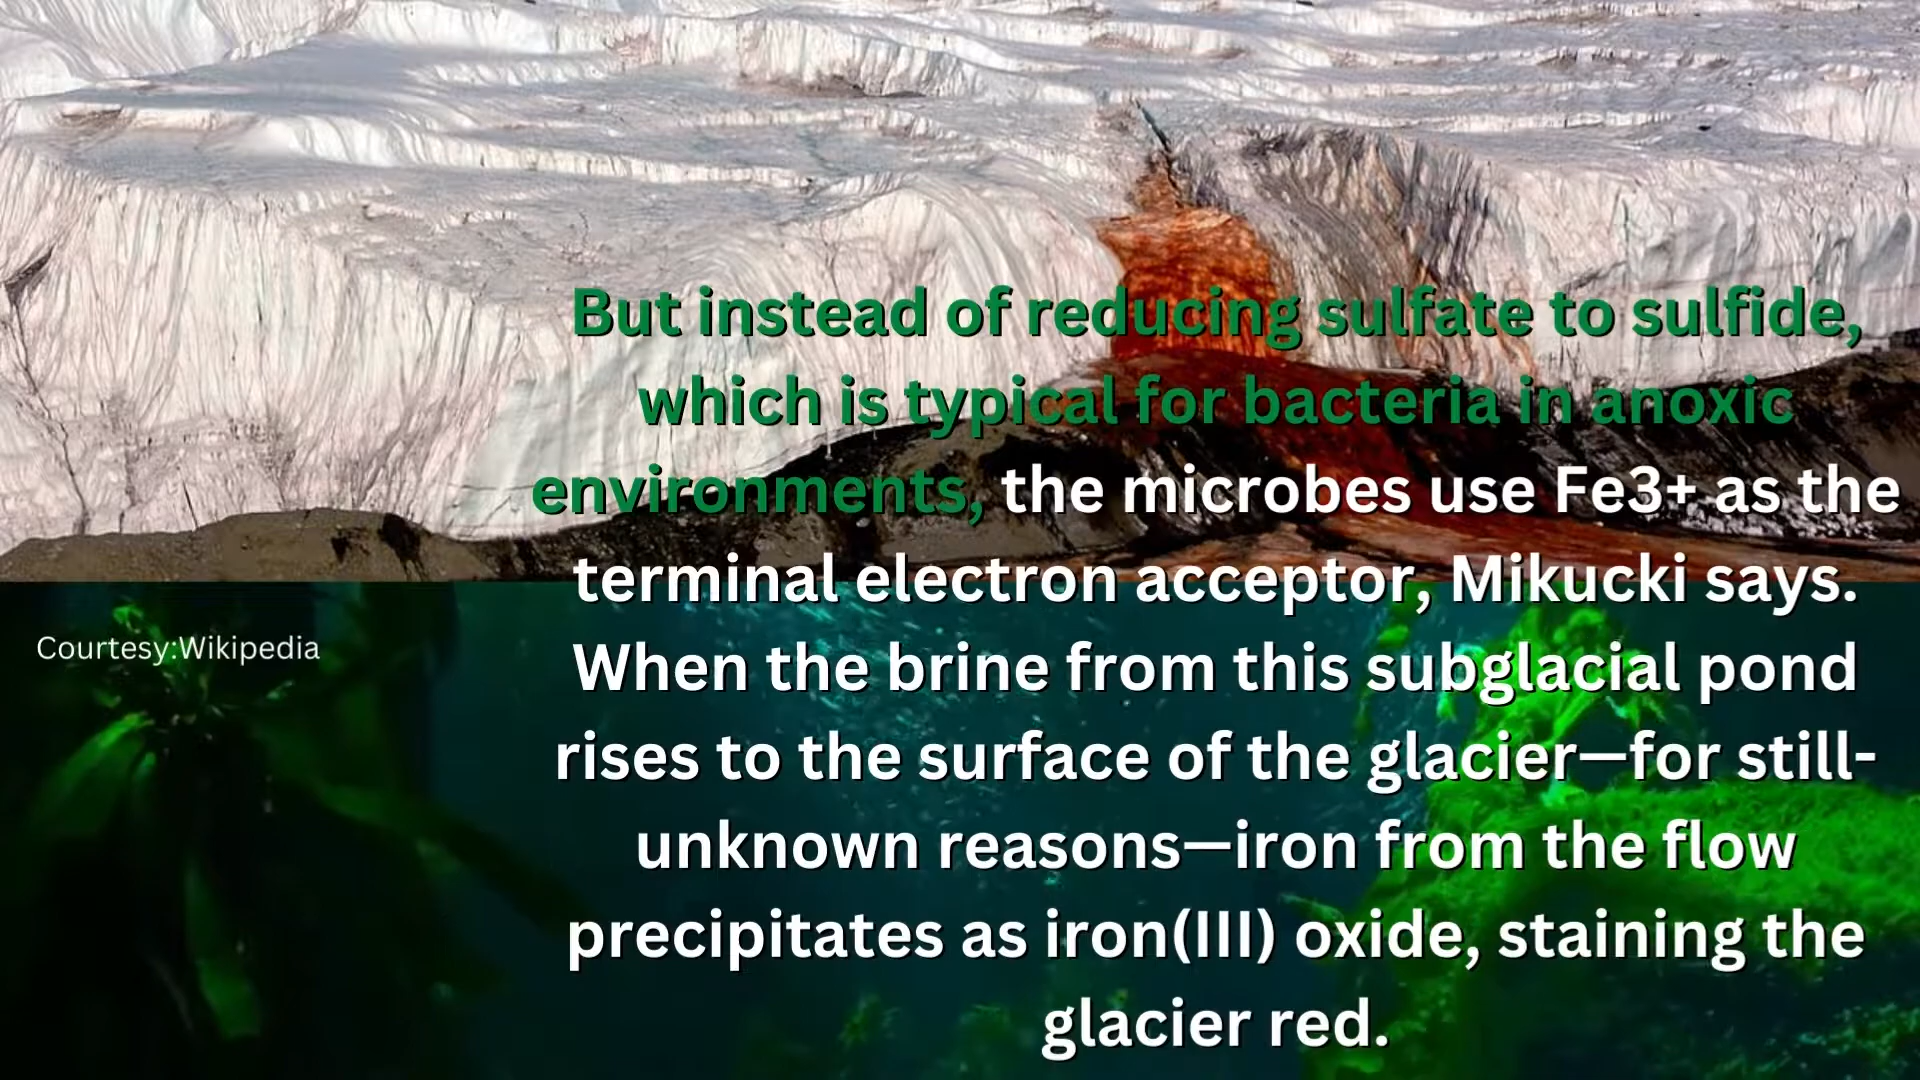 But instead of reducing sulfate to sulfide,
which is typical for bacteria in anoxic
environments, the microbes use Fe3+ as the
terminal electron acceptor, Mikucki says.
Courtesy:Wikipedia
When the brine from this subglacial pond
rises to the surface of the glacier—for still-
unknown reasons—iron from the flow
precipitates as iron(III) oxide, staining the
glacier red.